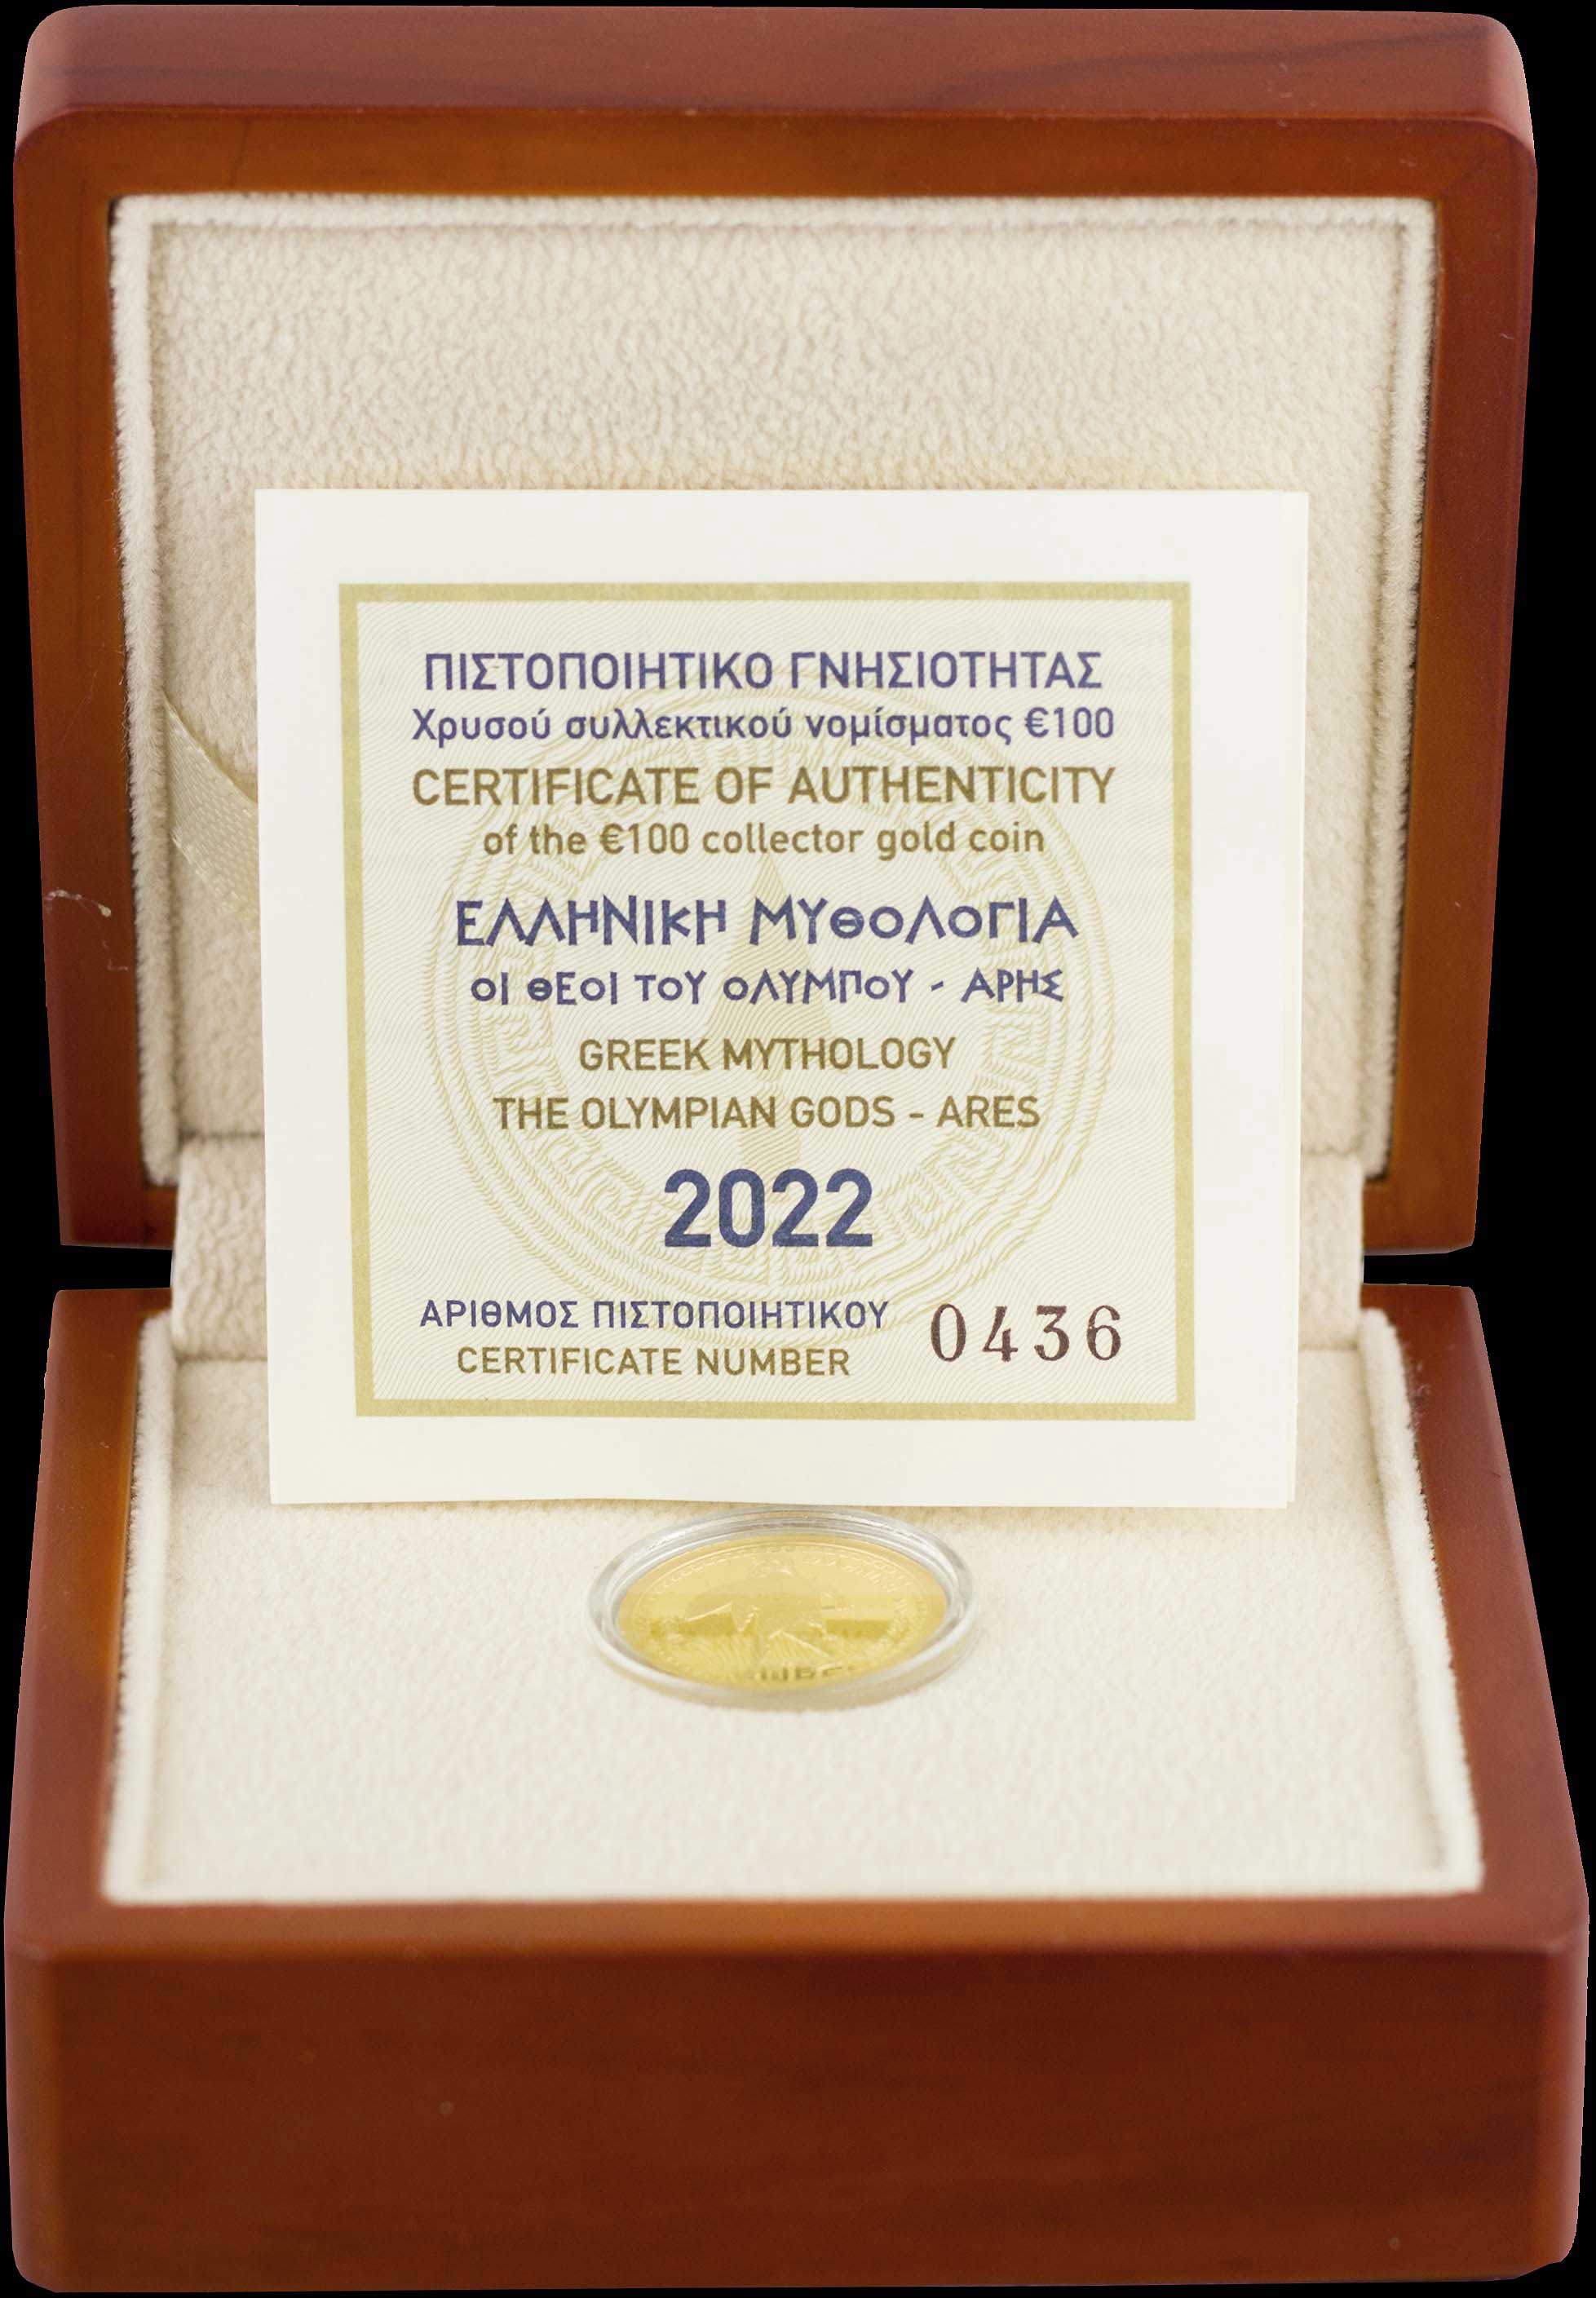 ΠΙΣΤΟΠΟΙΗΤΙΚΟ ΓΝΗΣΙΟΤΗΤΑΣ
Χρυσού συλλεκτικού νομίσματος €100
CERTIFICATE OF AUTHENTICITY
of the €100 collector gold coin
ΕΛΛΗΝΙΚΗ ΜΥΘΟΛΟΓΙΑ
ΟΙ ΘΕΟΙ ΤΟΥ ΟΛΥΜΠΟΥ - ΑΡΗΣ
GREEK MYTHOLOGY
THE OLYMPIAN GODS - ARES
2022
ΑΡΙΘΜΟΣ ΠΙΣΤΟΠΟΙΗΤΙΚΟΥ 0436
CERTIFICATE NUMBER